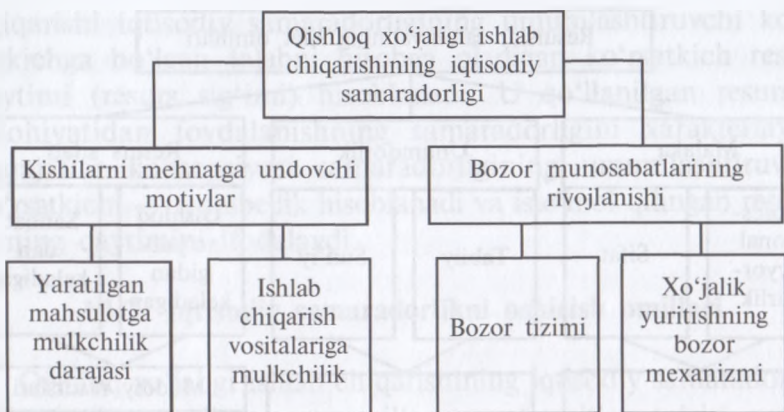 Qishloq xo‘jaligi ishlab
chiqarishining iqtisodiy
samaradorligi
Kishilarni mehnatga undovchi
motivlar
Bozor munosabatlarining
rivojlanishi
Yaratilgan
mahsulotga
mulkchilik
darajasi
Ishlab
chiqarish
vositalariga
mulkchilik
Bozor tizimi
Xo‘jalik
yuritishning
bozor
mexanizmi